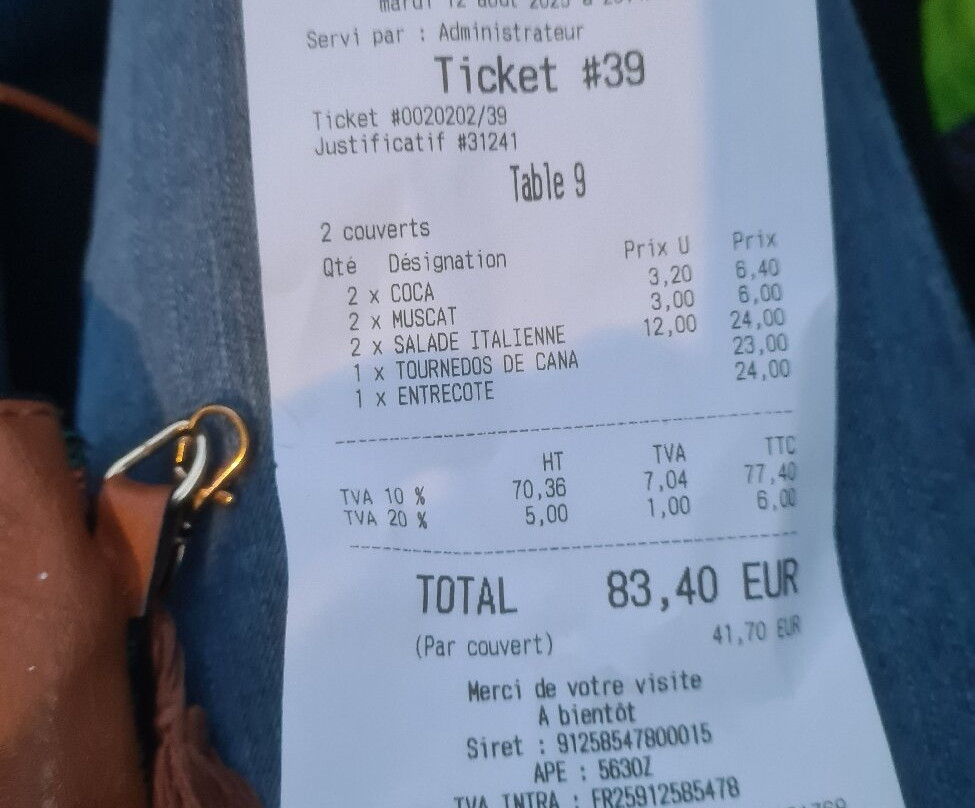 mardi 12 août 2025 à
Servi par : Administrateur
Ticket #39
Ticket #0020202/39
Justificatif #31241
Table 9
2 couverts
Qté Désignation Prix U Prix
2 x COCA 3,20 6,40
2 x MUSCAT 3,00 6,00
2 x SALADE ITALIENNE 12,00 24,00
1 x TOURNEDOS DE CANA 23,00
1 x ENTRECOTE 24,00
HT TVA TTC
TVA 10 % 70,36 7,04 77,40
TVA 20 % 5,00 1,00 6,00
TOTAL 83,40 EUR
(Par couvert) 41,70 EUR
Merci de votre visite
A bientôt
Siret : 91258547800015
APE : 5630Z
TVA INTRA : FR25912585478